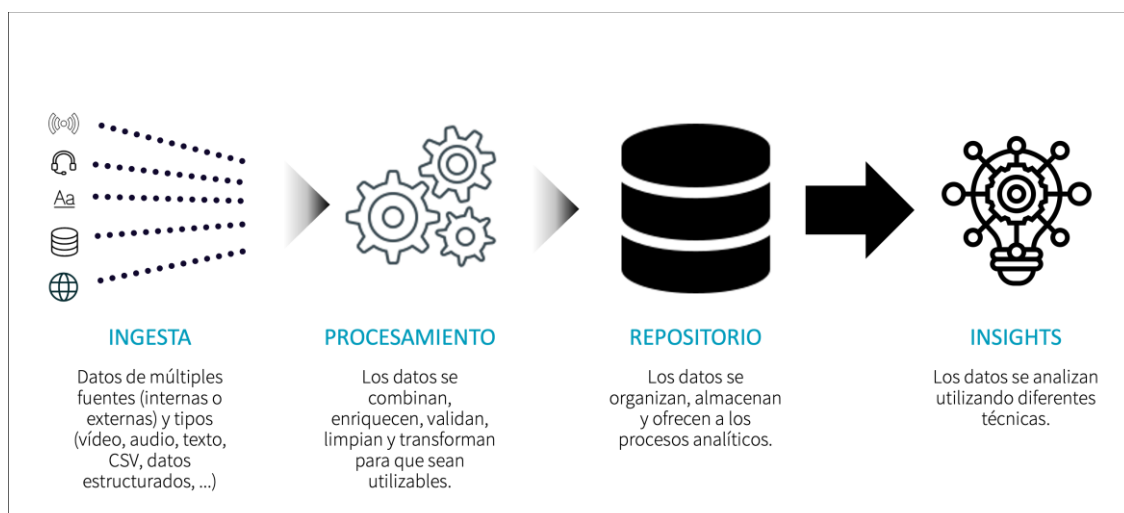 Aa
INGESTA
Datos de múltiples
fuentes (internas o
externas) y tipos
(vídeo, audio, texto,
CSV, datos
estructurados, ...)
PROCESAMIENTO
Los datos se
combinan,
enriquecen, validan,
limpian y transforman
para que sean
utilizables.
REPOSITORIO
Los datos se
organizan, almacenan
y ofrecen a los
procesos analíticos.
INSIGHTS
Los datos se analizan
utilizando diferentes
técnicas.